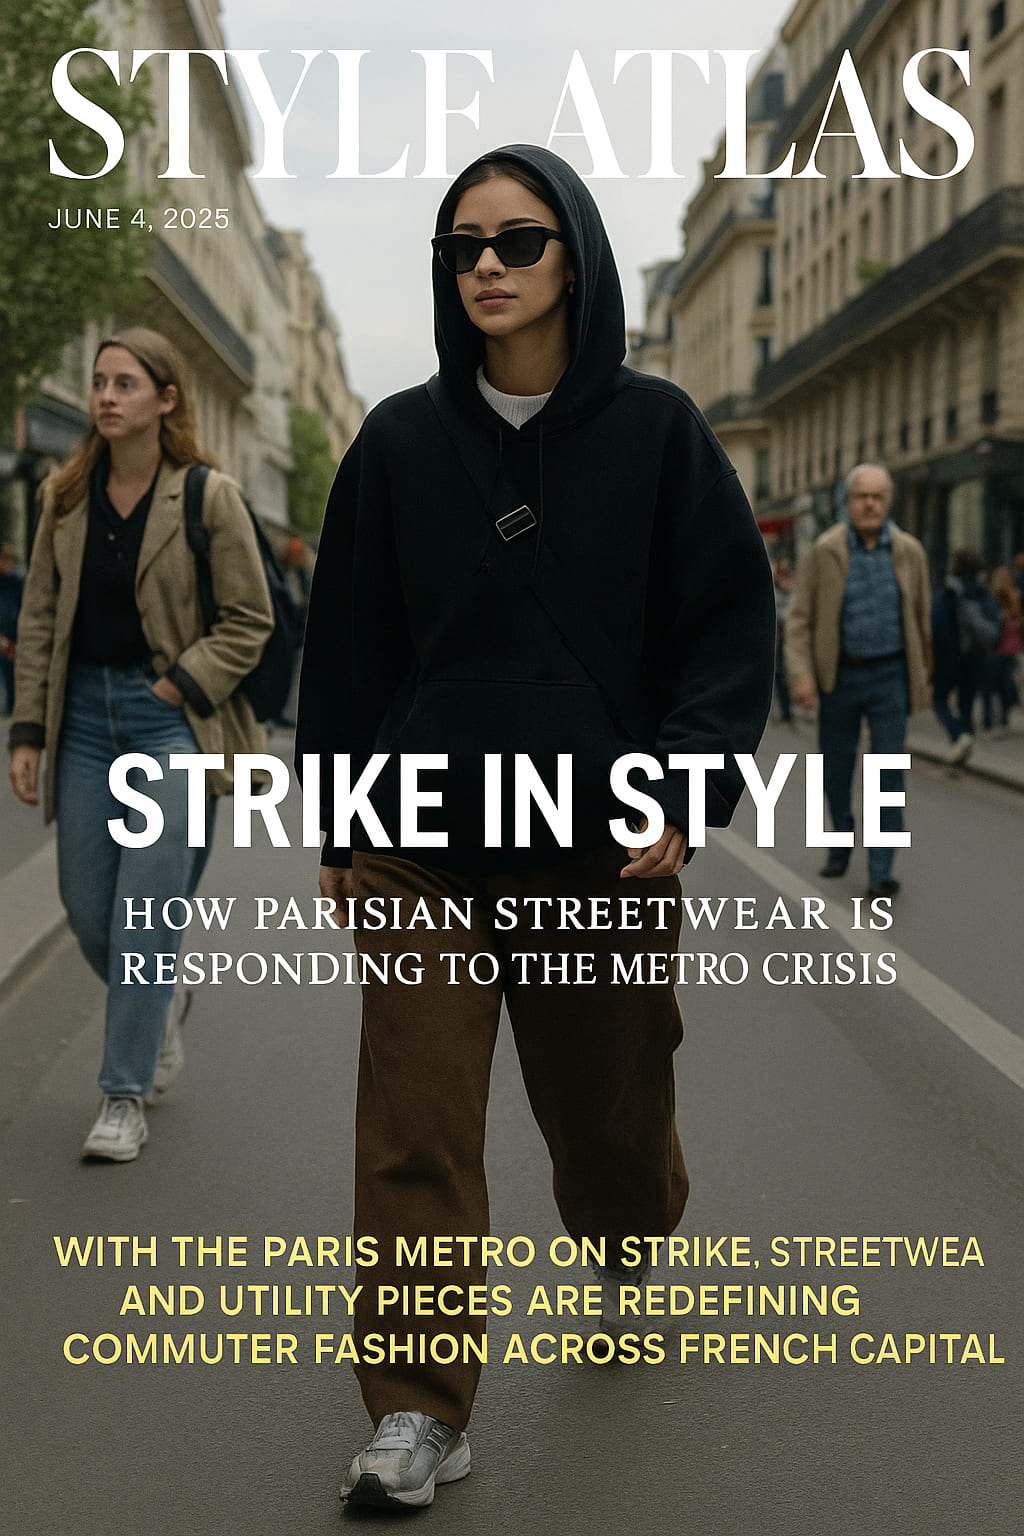 STYLE ATLAS
JUNE 4, 2025
STRIKE IN STYLE
HOW PARISIAN STREETWEAR IS
RESPONDING TO THE METRO CRISIS
WITH THE PARIS METRO ON STRIKE, STREETWEA
AND UTILITY PIECES ARE REDEFINING
COMMUTER FASHION ACROSS FRENCH CAPITAL